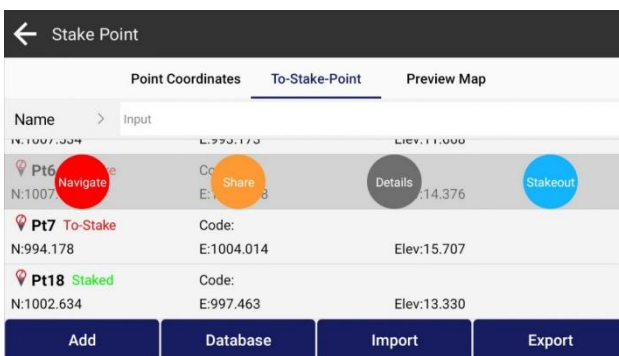 Stake Point
Point Coordinates To-Stake-Point Preview Map
Name > Input
Pt6
Navigate Share Details Stakeout
N:1007. E: .14.376
Pt7 To-Stake Code:
N:994.178 E:1004.014 Elev:15.707
Pt18 Staked Code:
N:1002.634 E:997.463 Elev:13.330
Add Database Import Export